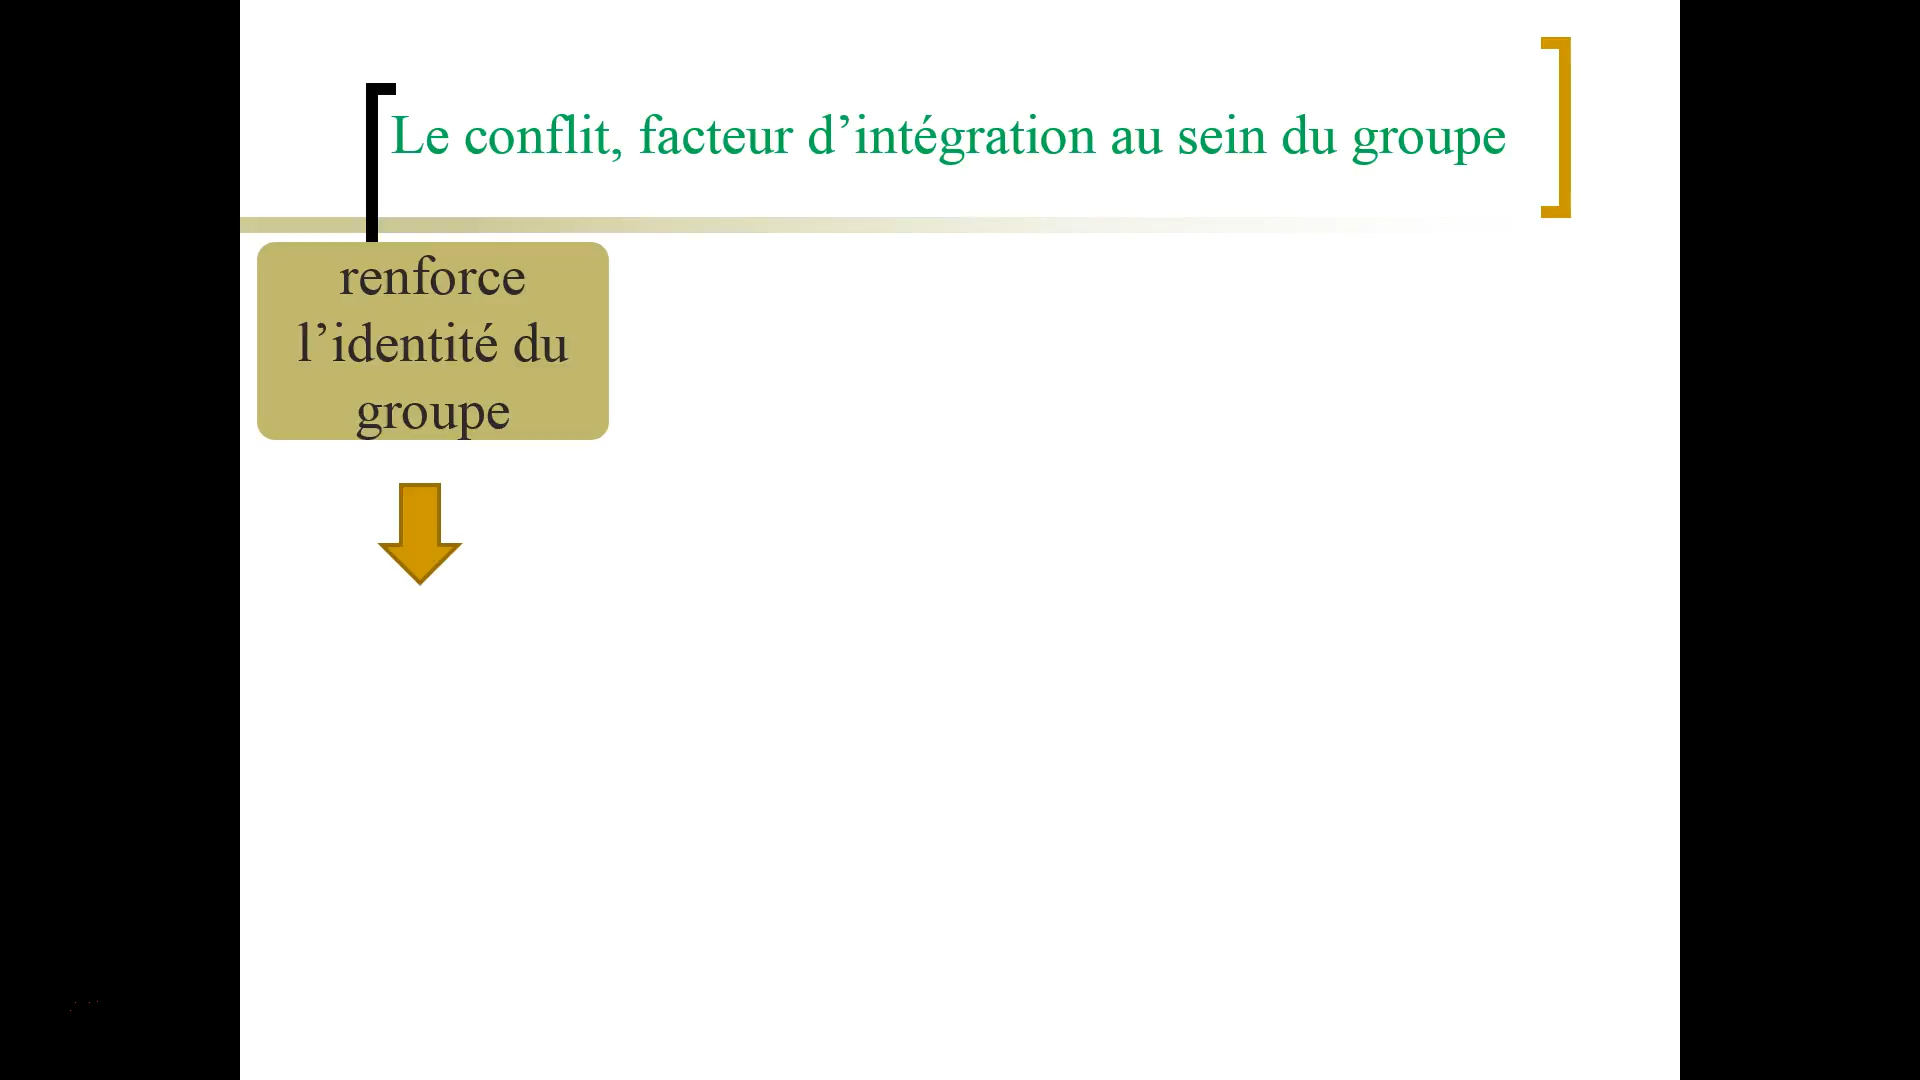 Le conflit, facteur d’intégration au sein du groupe
renforce
l’identité du
groupe